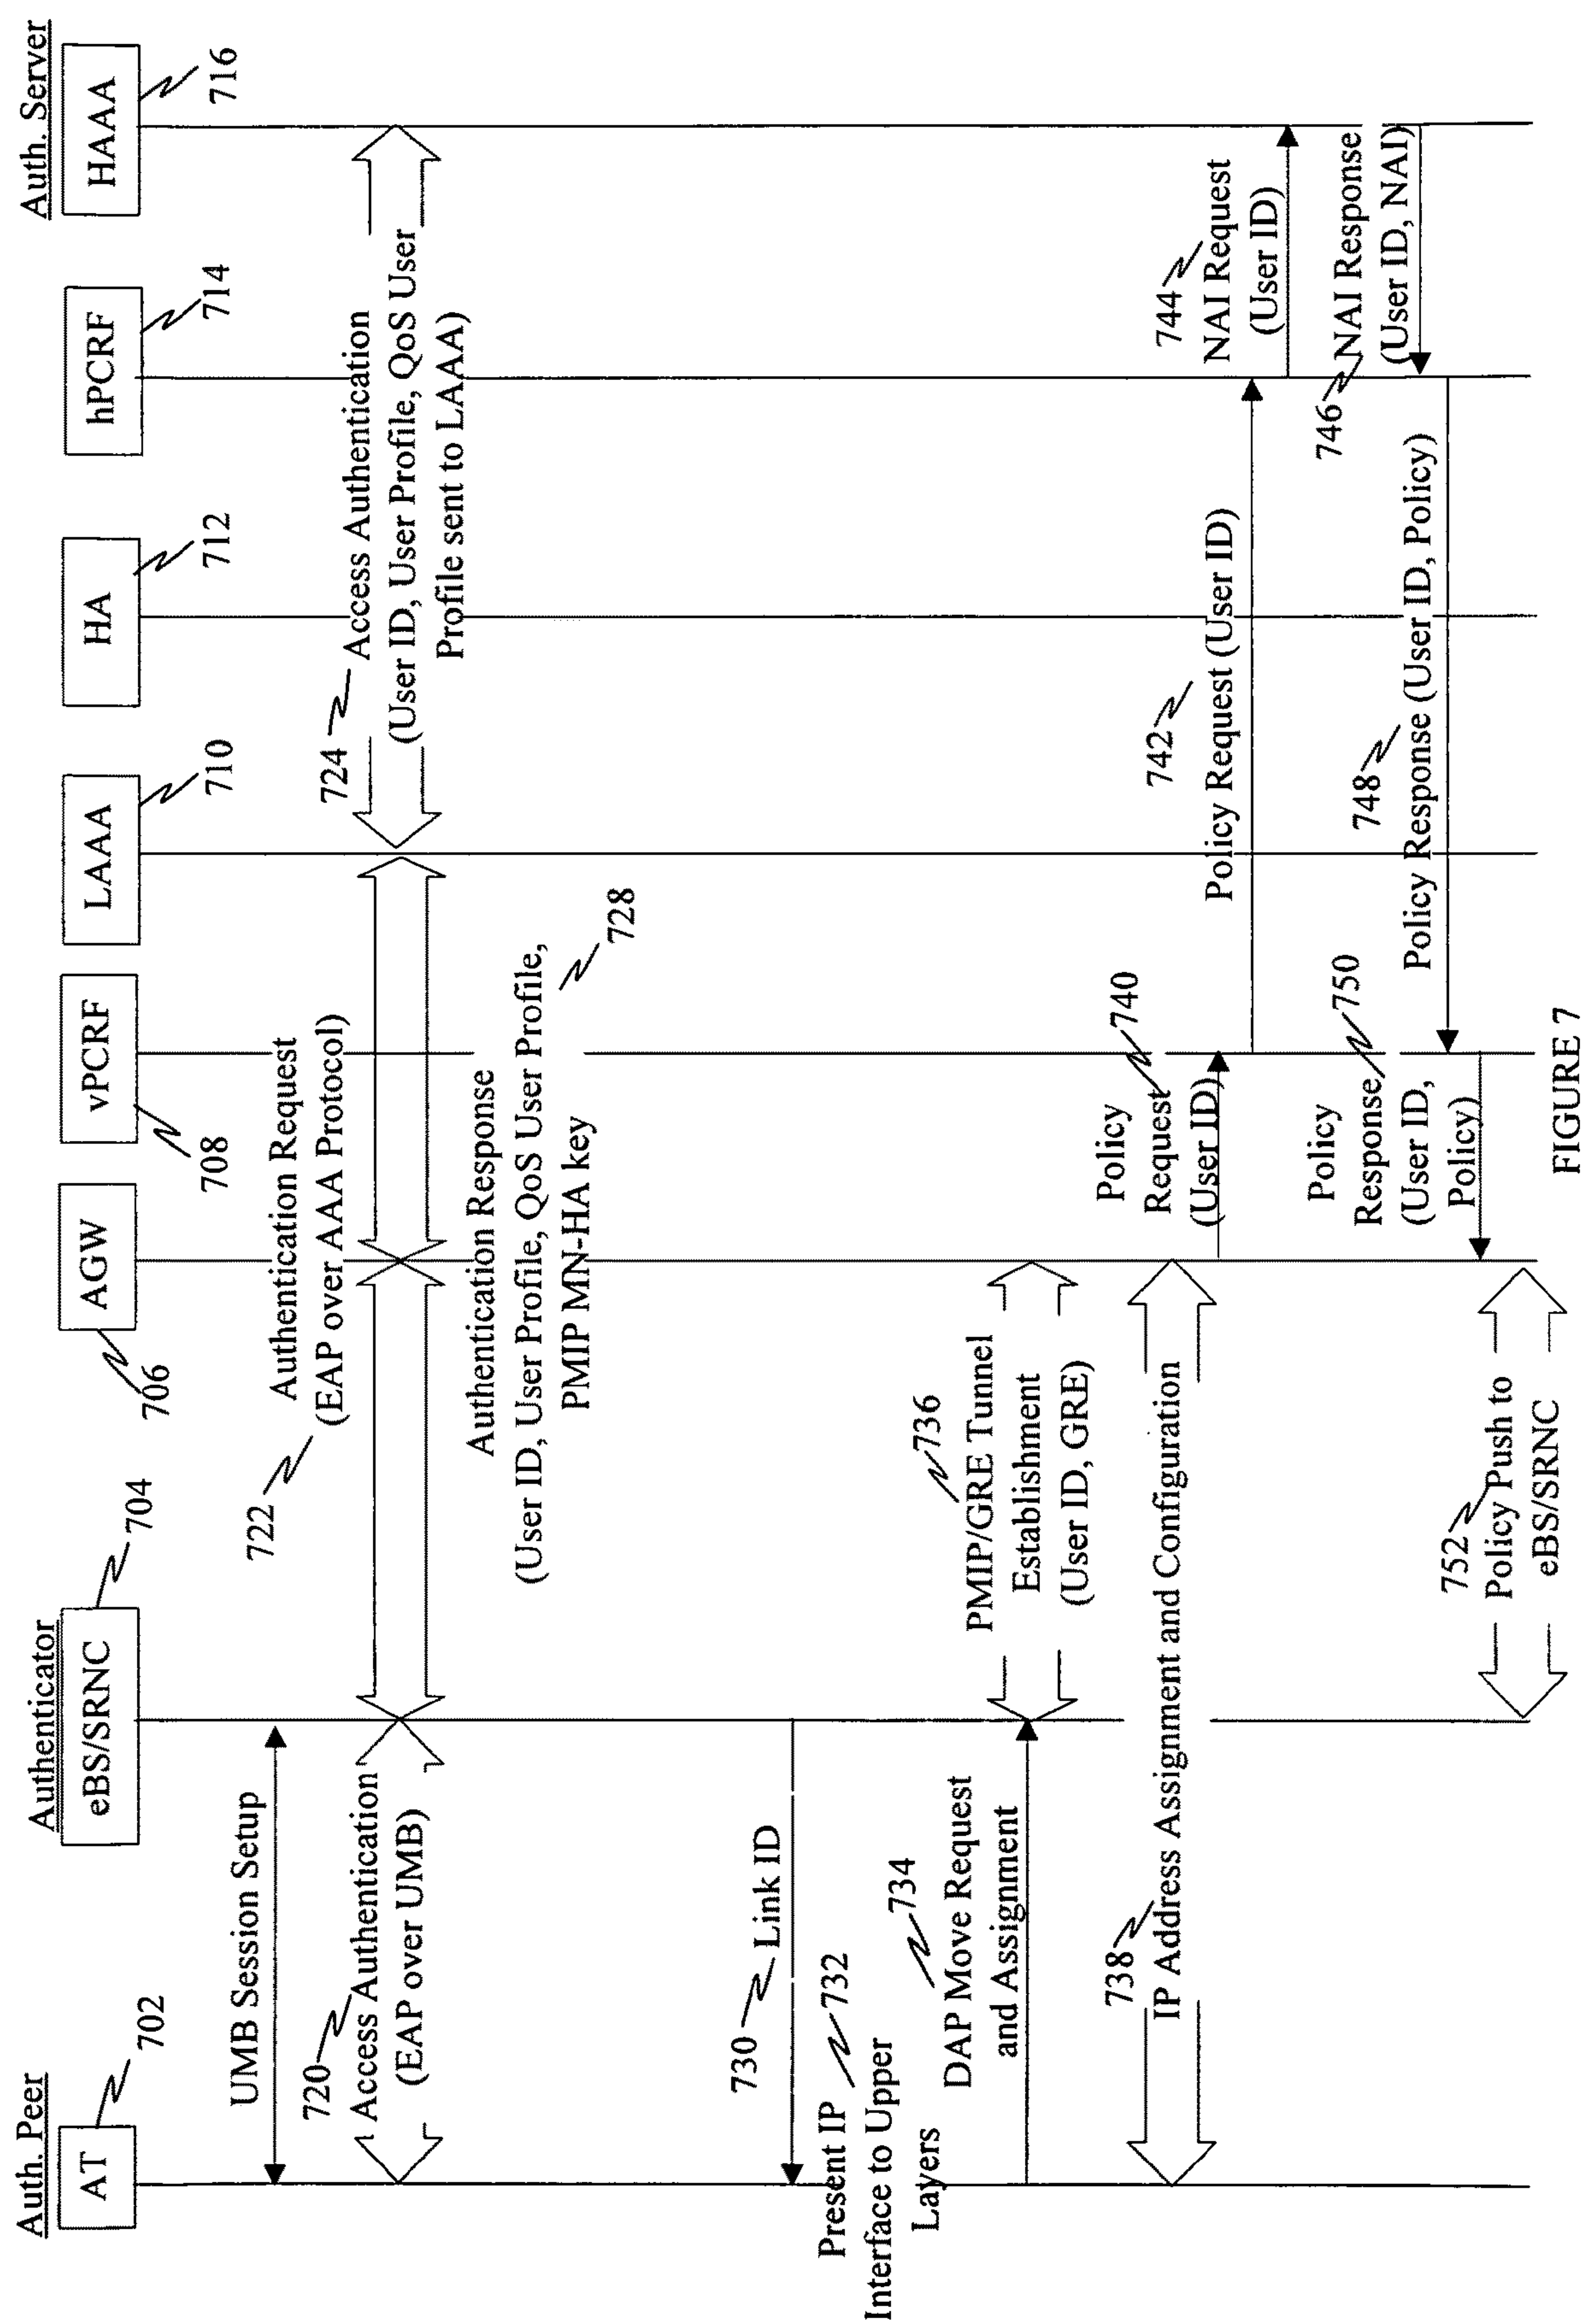 Auth. Peer
Authenticator
Auth. Server
AT
eBS/SRNC
AGW
vPCRF
LAAA
HA
hPCRF
HAAA
702
704
706
708
710
712
714
716
UMB Session Setup
720
Access Authentication
(EAP over UMB)
722
Authentication Request
(EAP over AAA Protocol)
724
Access Authentication
(User ID, User Profile, QoS User
Profile sent to LAAA)
Authentication Response
(User ID, User Profile, QoS User Profile,
PMIP MN-HA key
728
730
Link ID
Present IP
Interface to Upper
Layers
732
734
DAP Move Request
and Assignment
736
PMIP/GRE Tunnel
Establishment
(User ID, GRE)
738
IP Address Assignment and Configuration
Policy
Request
(User ID)
740
742
Policy Request (User ID)
744
NAI Request
(User ID)
746
NAI Response
(User ID, NAI)
748
Policy Response (User ID, Policy)
Policy
Response
(User ID,
Policy)
750
752
Policy Push to
eBS/SRNC
FIGURE 7